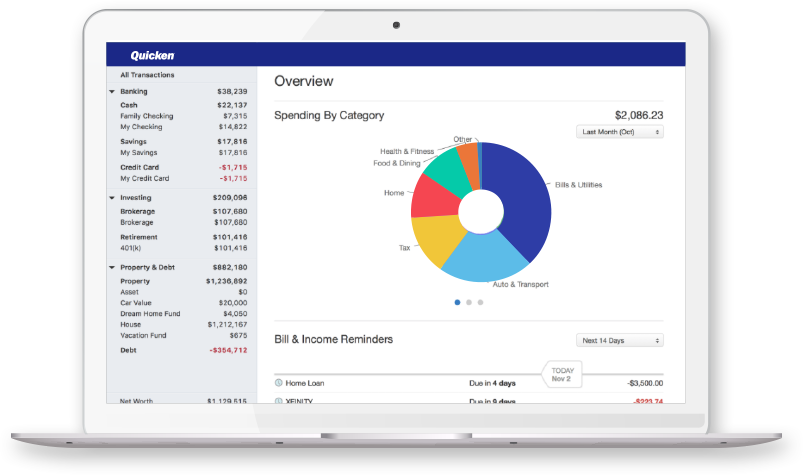 Quicken
All Transactions
Banking $38,239
Cash $22,137
Family Checking $7,315
My Checking $14,822
Savings $17,816
My Savings $17,816
Credit Card -$1,715
My Credit Card -$1,715
Investing $209,096
Brokerage $107,680
Brokerage $107,680
Retirement $101,416
401(k) $101,416
Property & Debt $882,180
Property $1,236,892
Asset $0
Car Value $20,000
Dream Home Fund $4,050
House $1,212,167
Vacation Fund $675
Debt -$354,712
Net Worth $1,129,515
Overview
Spending By Category $2,086.23
Last Month (Oct)
Other
Health & Fitness
Food & Dining
Home
Tax
Bills & Utilities
Auto & Transport
Bill & Income Reminders Next 14 Days
TODAY
Nov 2
Home Loan Due in 4 days -$3,500.00
XFINITY Due in 9 days -$223.74